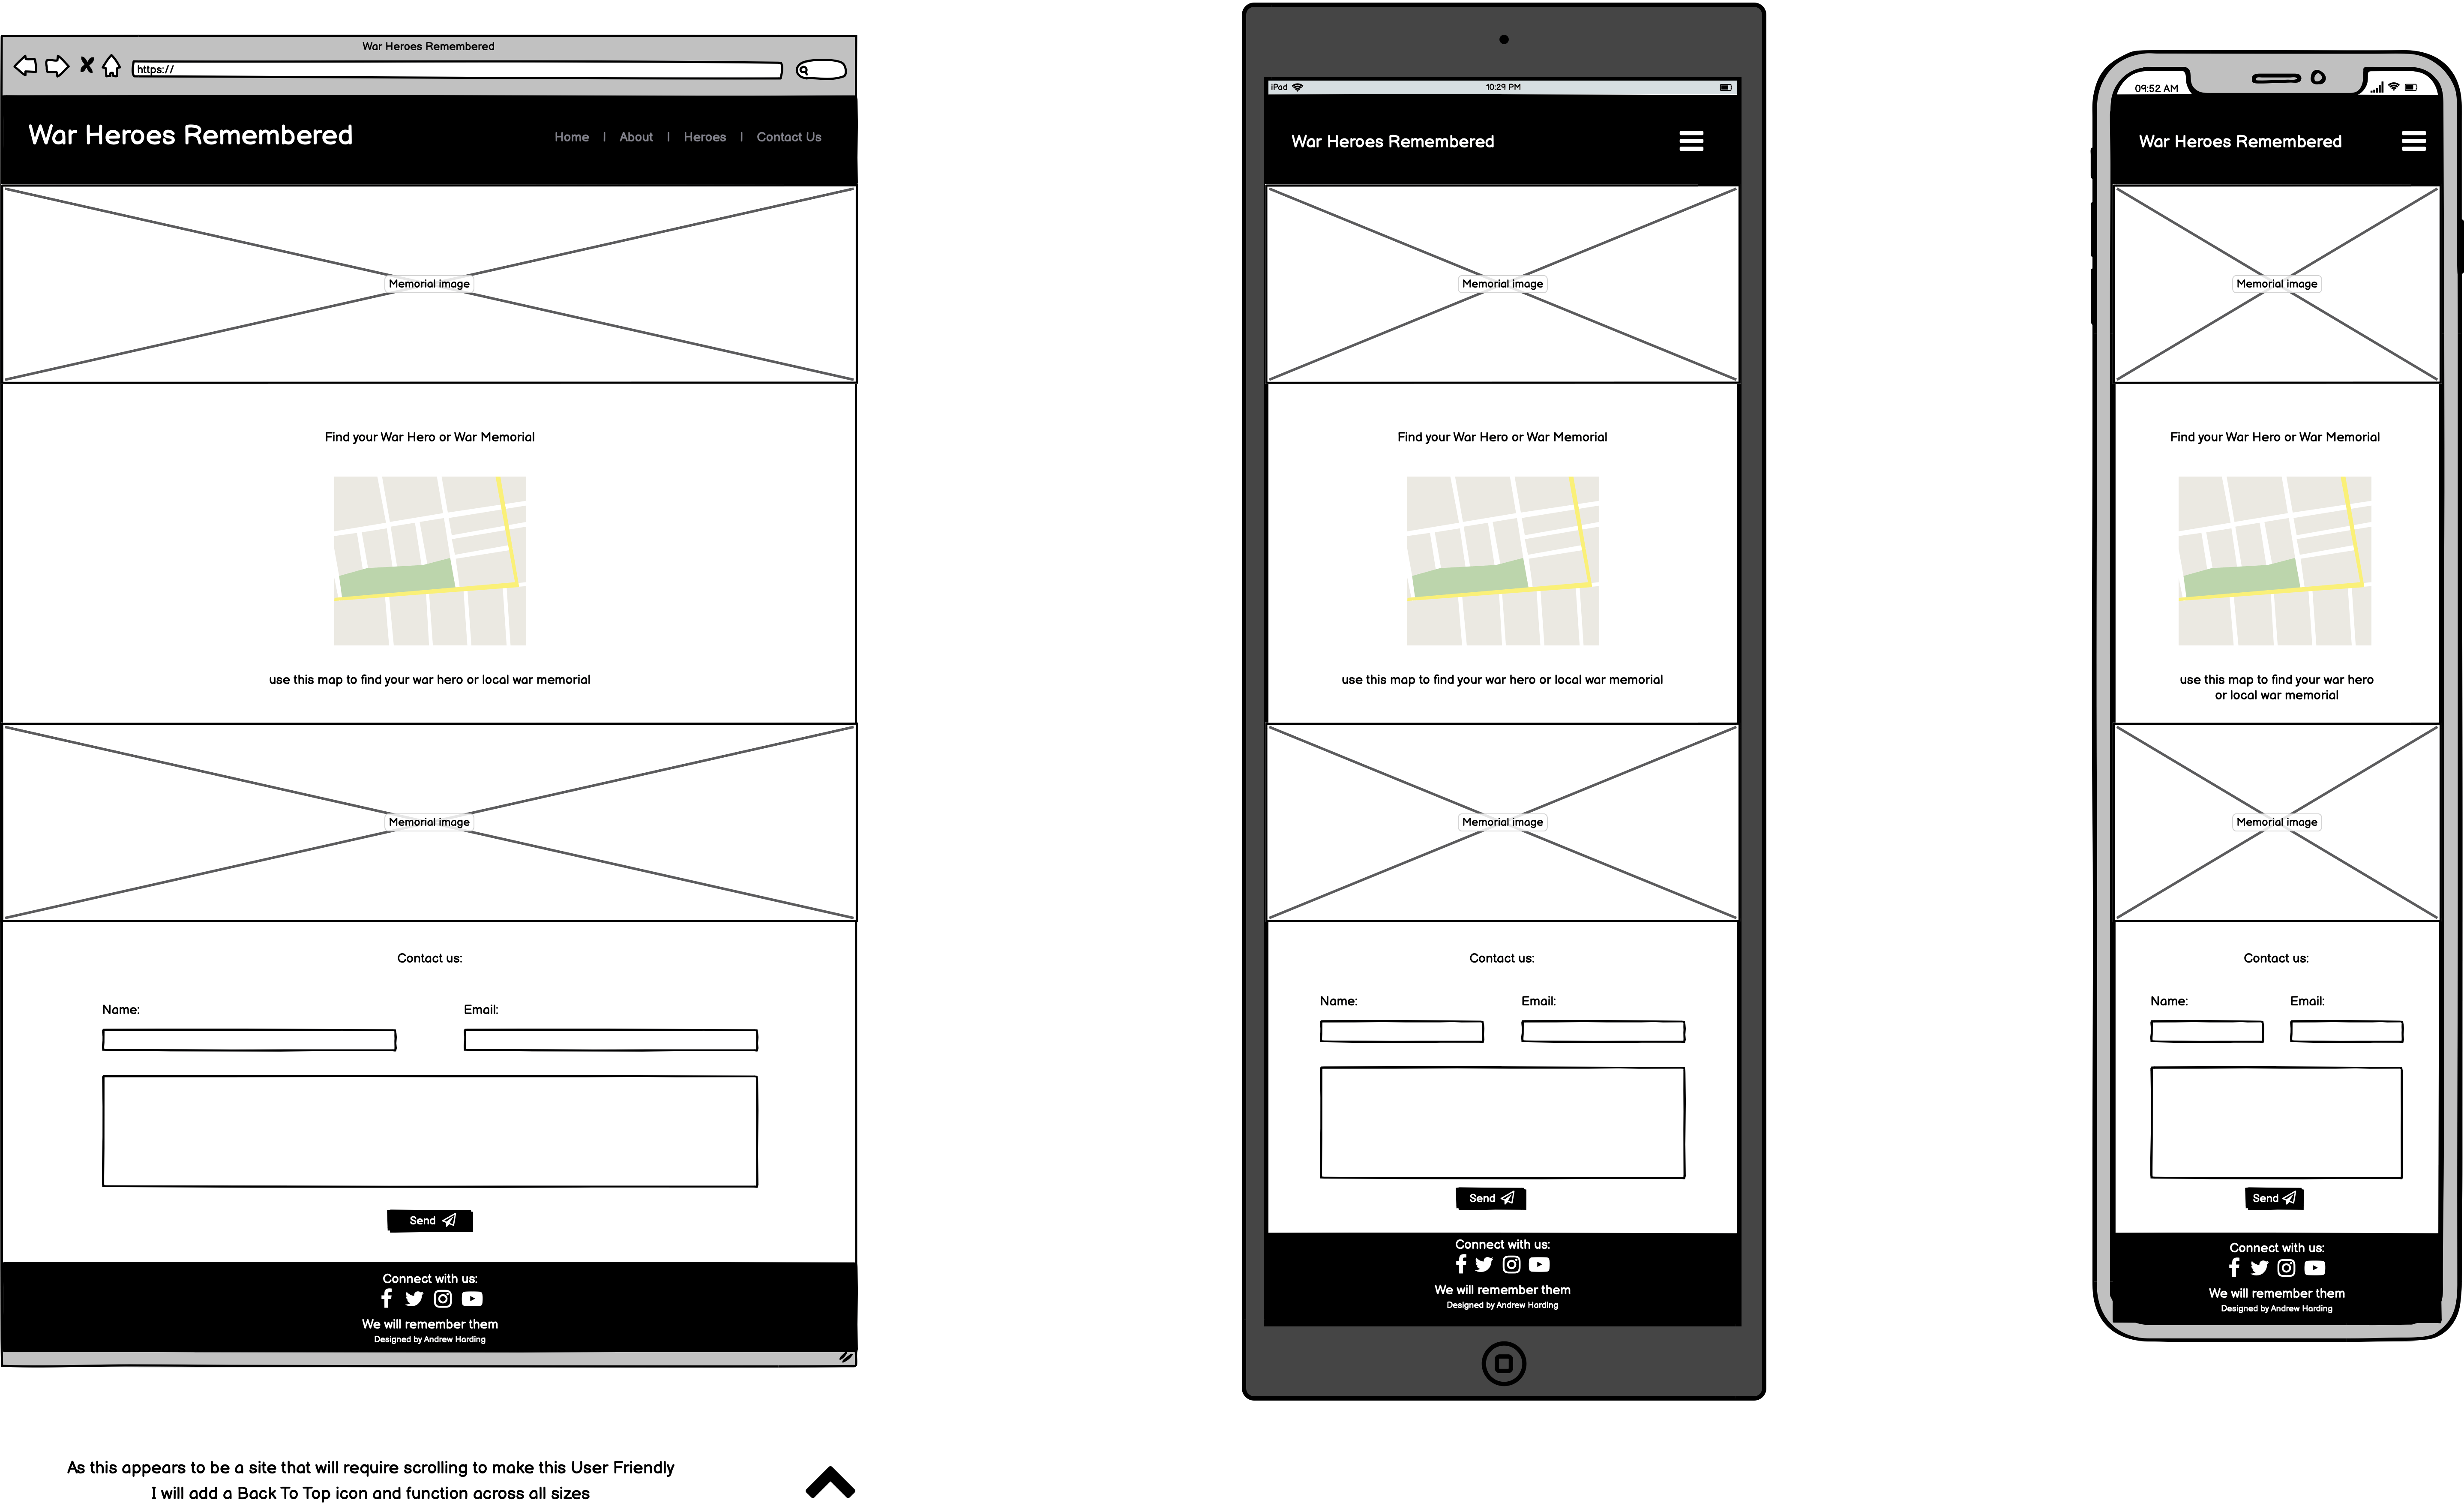 War Heroes Remembered
https://
War Heroes Remembered
Home | About | Heroes | Contact Us
Memorial image
Find your War Hero or War Memorial
use this map to find your war hero or local war memorial
Memorial image
Contact us:
Name:
Email:
Send
Connect with us:
We will remember them
Designed by Andrew Harding
As this appears to be a site that will require scrolling to make this User Friendly
I will add a Back To Top icon and function across all sizes
iPad
10:29 PM
War Heroes Remembered
Memorial image
Find your War Hero or War Memorial
use this map to find your war hero or local war memorial
Memorial image
Contact us:
Name:
Email:
Send
Connect with us:
We will remember them
Designed by Andrew Harding
09:52 AM
War Heroes Remembered
Memorial image
Find your War Hero or War Memorial
use this map to find your war hero
or local war memorial
Memorial image
Contact us:
Name:
Email:
Send
Connect with us:
We will remember them
Designed by Andrew Harding